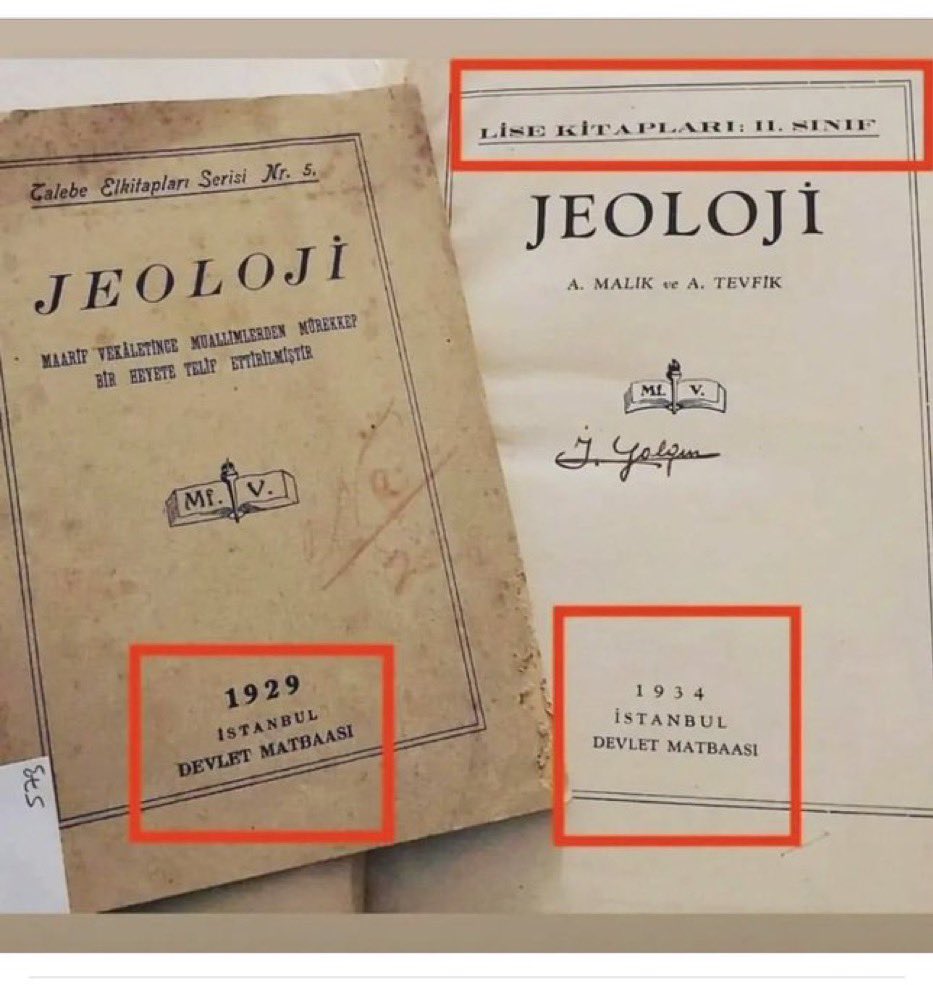 Talebe Elkitapları Serisi Nr. 5.
JEOLOJİ
MAARİF VEKÂLETİNCE MUALLİMLERDEN MÜREKKEP
BİR HEYETE TELİF ETTİRİLMİŞTİR
Mf. V.
1929
İSTANBUL
DEVLET MATBAASI
575
LİSE KİTAPLARI: II. SINIF
JEOLOJİ
A. MALİK ve A. TEVFİK
Mf. V.
İ. Yalçın
1934
İSTANBUL
DEVLET MATBAASI